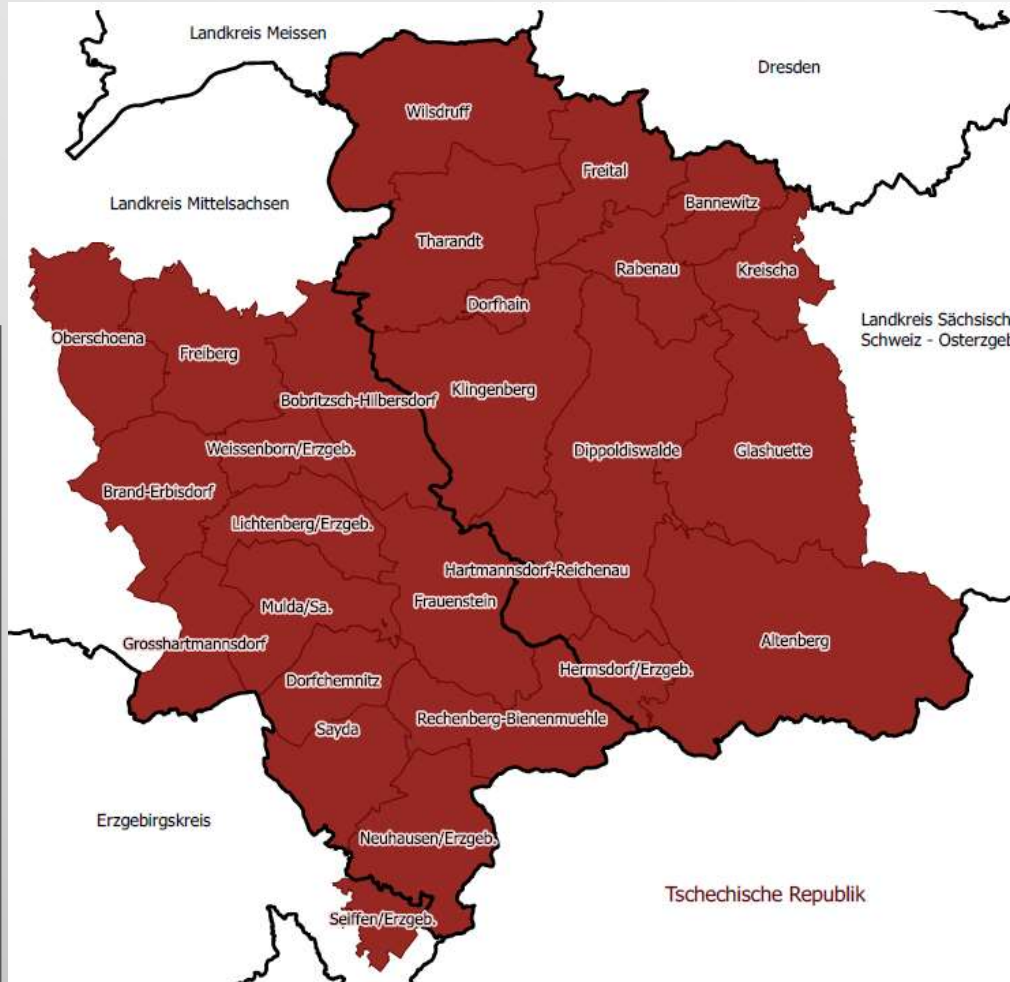 Landkreis Meissen
Dresden
Wilsdruff
Freital
Landkreis Mittelsachsen
Bannewitz
Tharandt
Rabenau
Kreischa
Dorfhain
Landkreis Sächsisch
Schweiz - Osterzgeb
Oberschoena
Freiberg
Klingenberg
Bobritzsch-Hilbersdorf
Weissenborn/Erzgeb.
Dippoldiswalde
Glashuette
Brand-Erbisdorf
Lichtenberg/Erzgeb.
Hartmannsdorf-Reichenau
Frauenstein
Mulda/Sa.
Grosshartmannsdorf
Altenberg
Hermsdorf/Erzgeb.
Dorfchemnitz
Rechenberg-Bienenmuehle
Sayda
Erzgebirgskreis
Neuhausen/Erzgeb.
Tschechische Republik
Seiffen/Erzgeb.